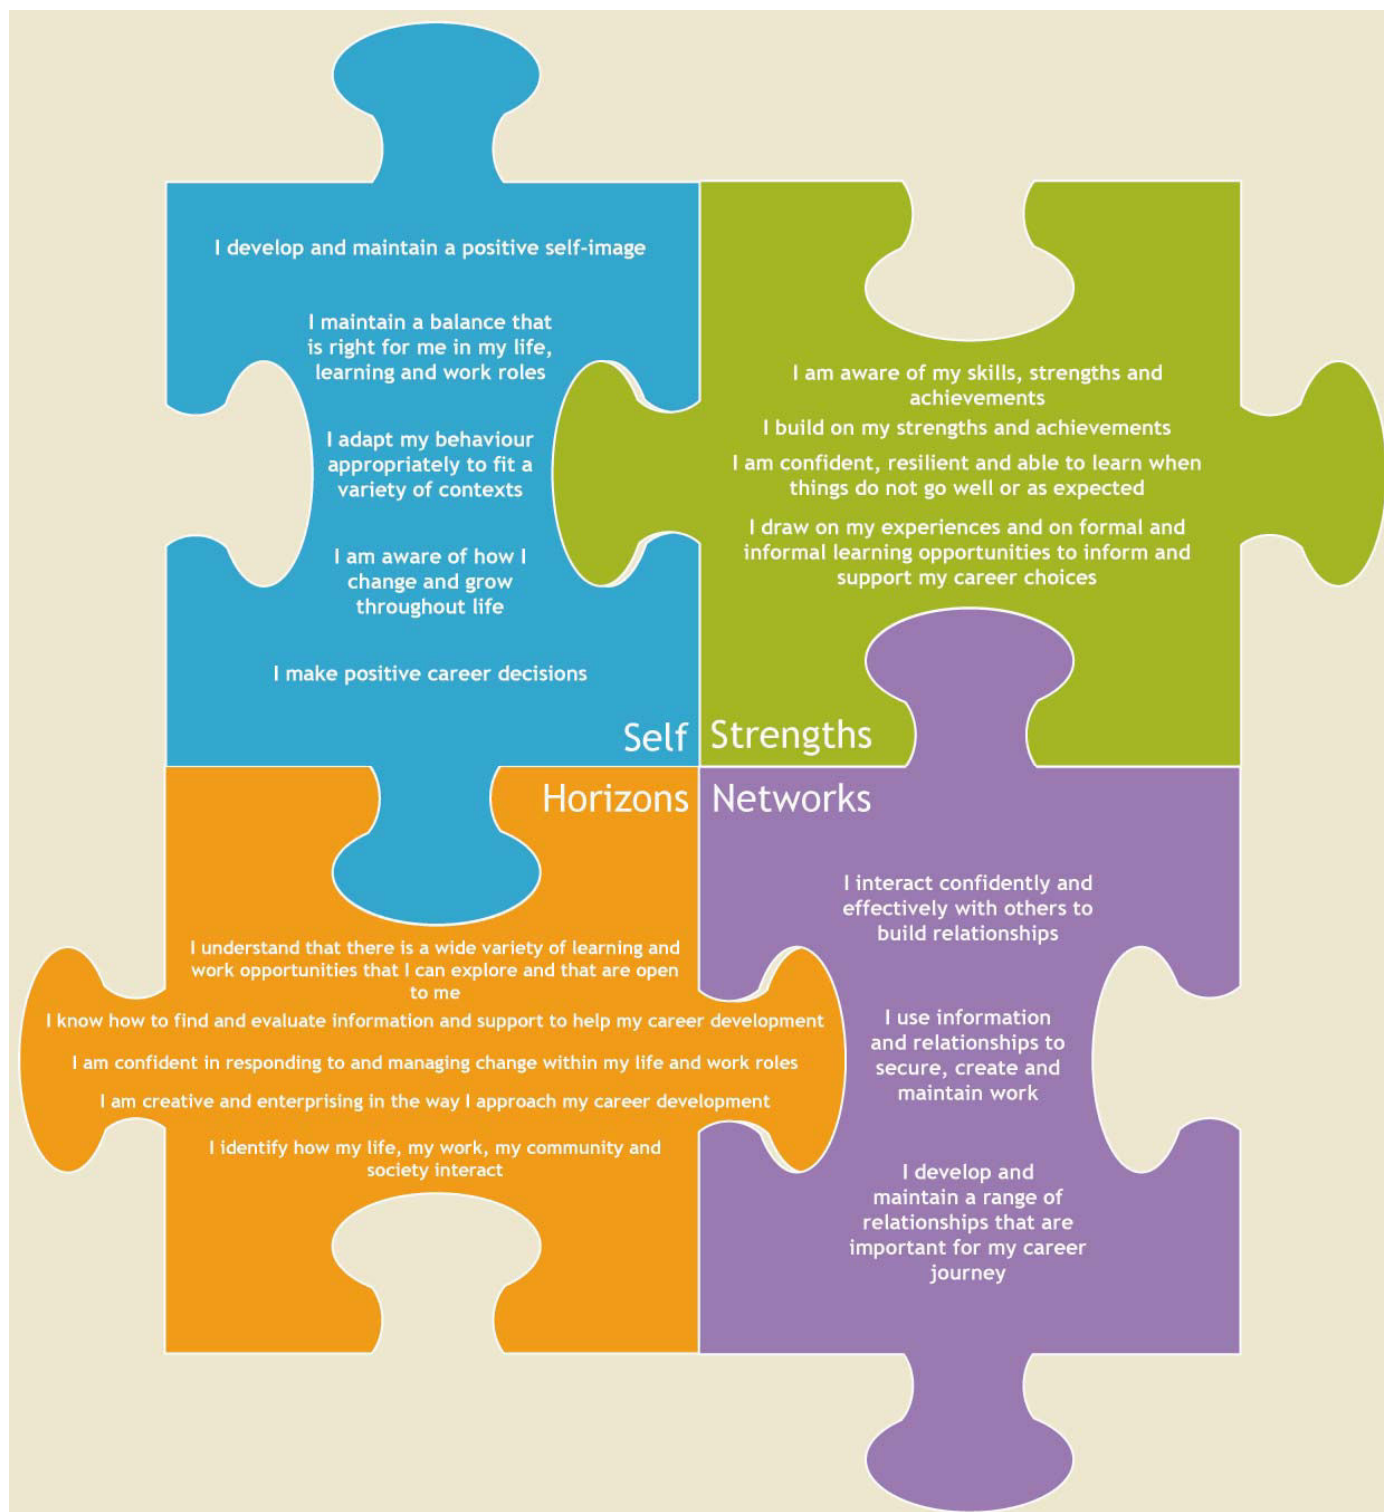 I develop and maintain a positive self-image
I maintain a balance that
is right for me in my life,
learning and work roles
I adapt my behaviour
appropriately to fit a
variety of contexts
I am aware of how I
change and grow
throughout life
I make positive career decisions
Self
I am aware of my skills, strengths and
achievements
I build on my strengths and achievements
I am confident, resilient and able to learn when
things do not go well or as expected
I draw on my experiences and on formal and
informal learning opportunities to inform and
support my career choices
Strengths
Horizons
I understand that there is a wide variety of learning and
work opportunities that I can explore and that are open
to me
I know how to find and evaluate information and support to help my career development
I am confident in responding to and managing change within my life and work roles
I am creative and enterprising in the way I approach my career development
I identify how my life, my work, my community and
society interact
Networks
I interact confidently and
effectively with others to
build relationships
I use information
and relationships to
secure, create and
maintain work
I develop and
maintain a range of
relationships that are
important for my career
journey